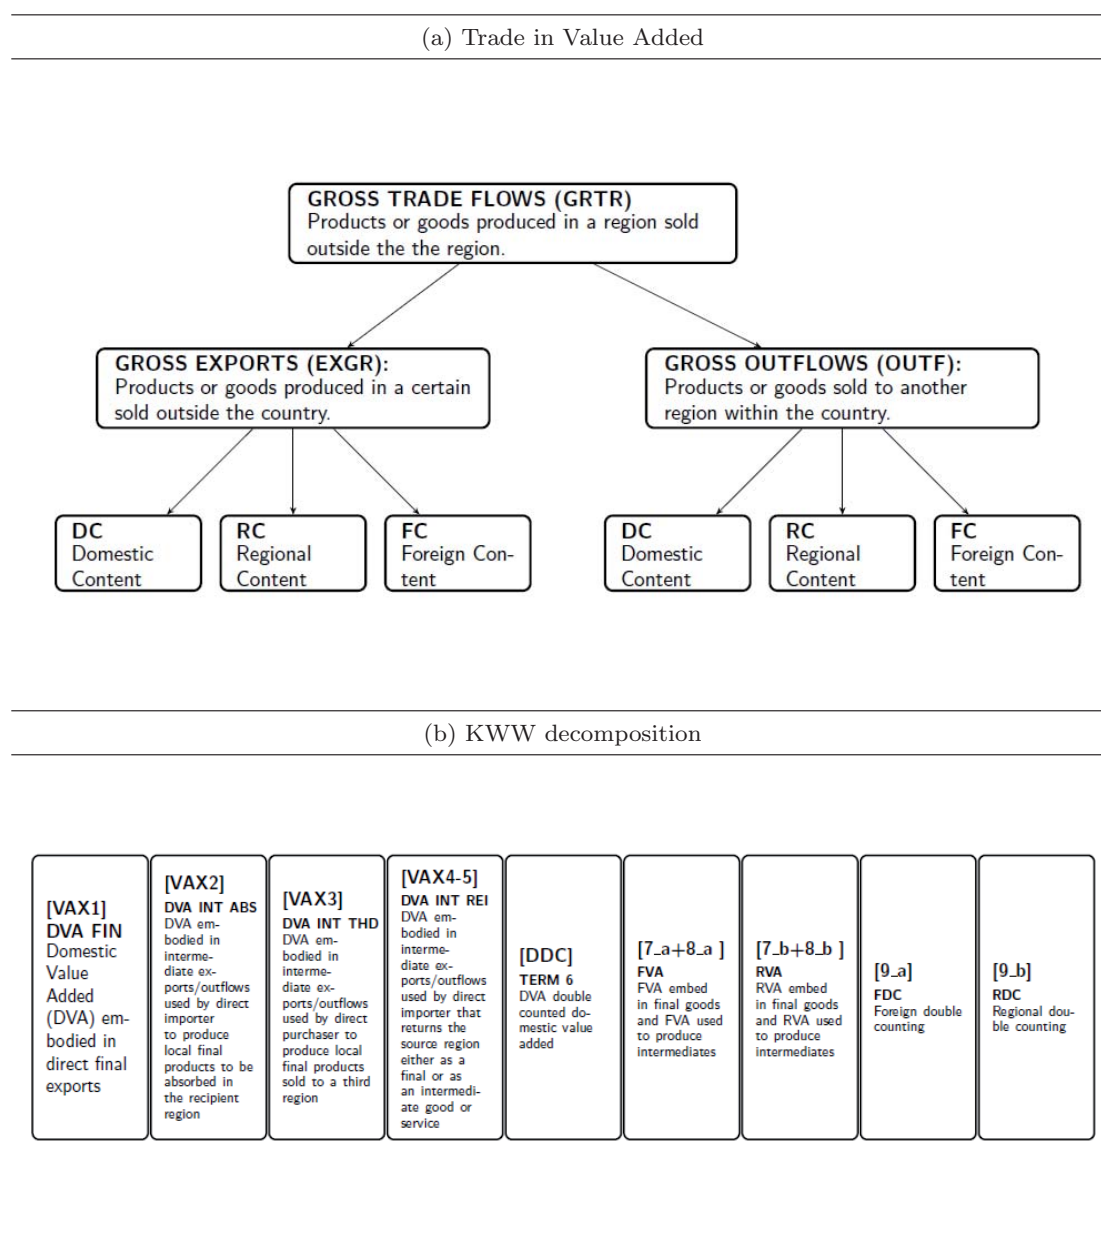 (a) Trade in Value Added
GROSS TRADE FLOWS (GRTR)
Products or goods produced in a region sold
outside the the region.
GROSS EXPORTS (EXGR):
Products or goods produced in a certain
sold outside the country.
GROSS OUTFLOWS (OUTF):
Products or goods sold to another
region within the country.
DC
Domestic
Content
RC
Regional
Content
FC
Foreign Con-
tent
DC
Domestic
Content
RC
Regional
Content
FC
Foreign Con-
tent
(b) KWW decomposition
[VAX1]
DVA FIN
Domestic
Value
Added
(DVA) em-
bodied in
direct final
exports
[VAX2]
DVA INT ABS
DVA em-
bodied in
interme-
diate ex-
ports/outflows
used by direct
importer
to produce
local final
products to be
absorbed in
the recipient
region
[VAX3]
DVA INT THD
DVA em-
bodied in
interme-
diate ex-
ports/outflows
used by direct
purchaser to
produce local
final products
sold to a third
region
[VAX4-5]
DVA INT REI
DVA em-
bodied in
interme-
diate ex-
ports/outflows
used by direct
importer that
returns the
source region
either as a
final or as
an intermedi-
ate good or
service
[DDC]
TERM 6
DVA double
counted do-
mestic value
added
[7_a+8_a ]
FVA
FVA embed
in final goods
and FVA used
to produce
intermediates
[7_b+8_b ]
RVA
RVA embed
in final goods
and RVA used
to produce
intermediates
[9_a]
FDC
Foreign double
counting
[9_b]
RDC
Regional dou-
ble counting